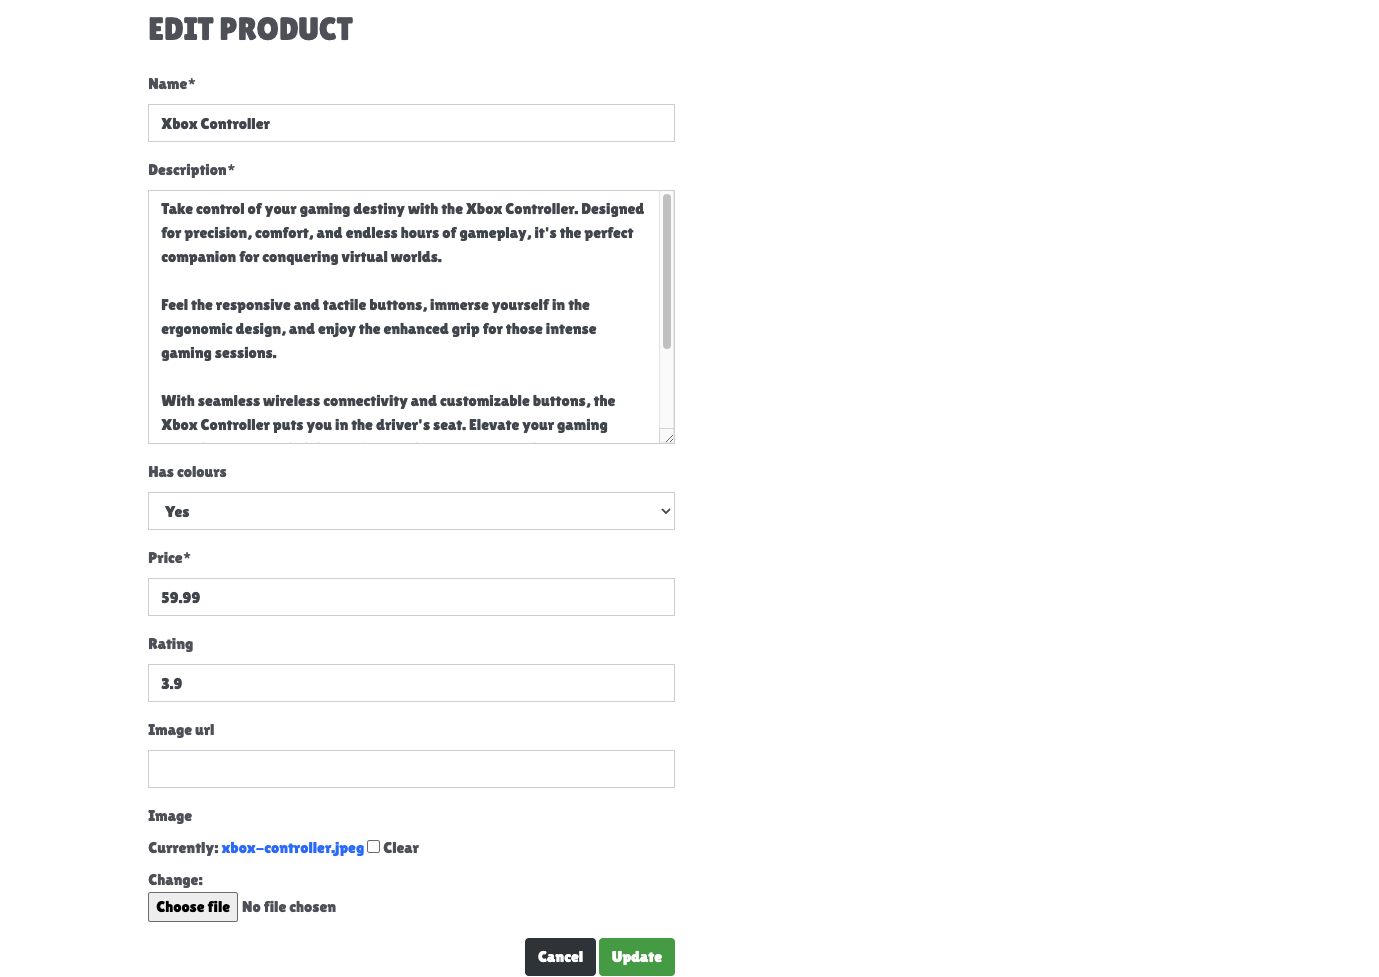 EDIT PRODUCT
Name*
Xbox Controller
Description*
Take control of your gaming destiny with the Xbox Controller. Designed
for precision, comfort, and endless hours of gameplay, it's the perfect
companion for conquering virtual worlds.
Feel the responsive and tactile buttons, immerse yourself in the
ergonomic design, and enjoy the enhanced grip for those intense
gaming sessions.
With seamless wireless connectivity and customizable buttons, the
Xbox Controller puts you in the driver's seat. Elevate your gaming
Has colours
Yes
Price*
59.99
Rating
3.9
Image url
Image
Currently: xbox-controller.jpeg Clear
Change:
Choose file No file chosen
Cancel Update